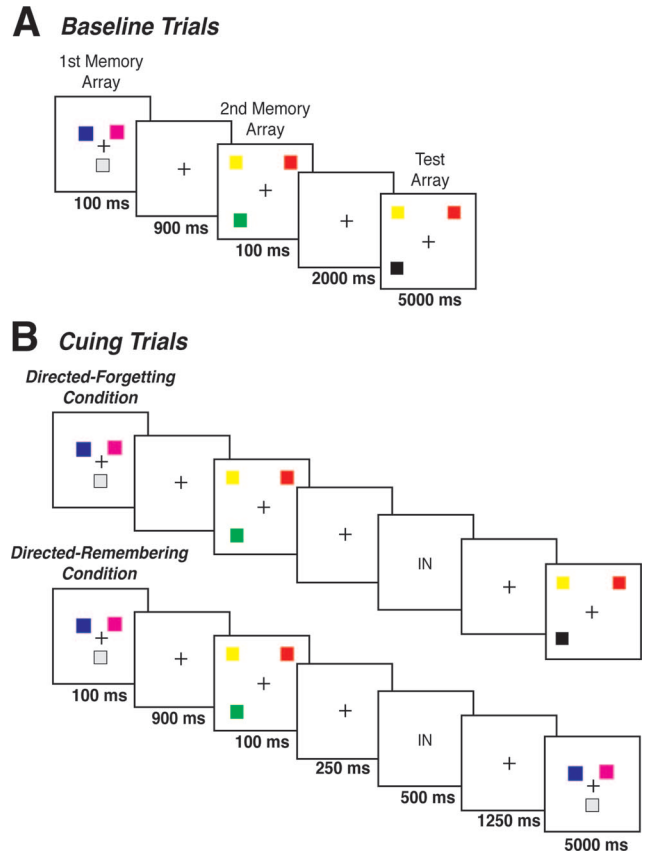 A Baseline Trials
1st Memory
Array
2nd Memory
Array
Test
Array
100 ms
900 ms
100 ms
2000 ms
5000 ms
B Cuing Trials
Directed-Forgetting
Condition
IN
Directed-Remembering
Condition
IN
100 ms
900 ms
100 ms
250 ms
500 ms
1250 ms
5000 ms